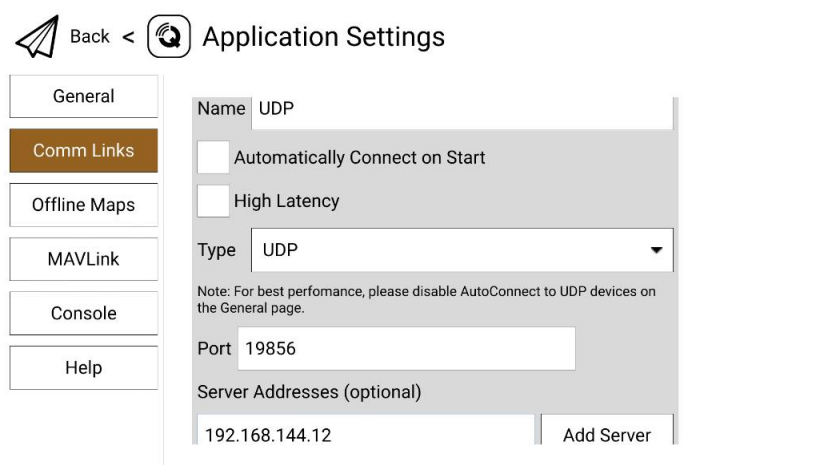 Back < Application Settings
General
Comm Links
Offline Maps
MAVLink
Console
Help
Name UDP
Automatically Connect on Start
High Latency
Type UDP
Note: For best perfomance, please disable AutoConnect to UDP devices on
the General page.
Port 19856
Server Addresses (optional)
192.168.144.12 Add Server